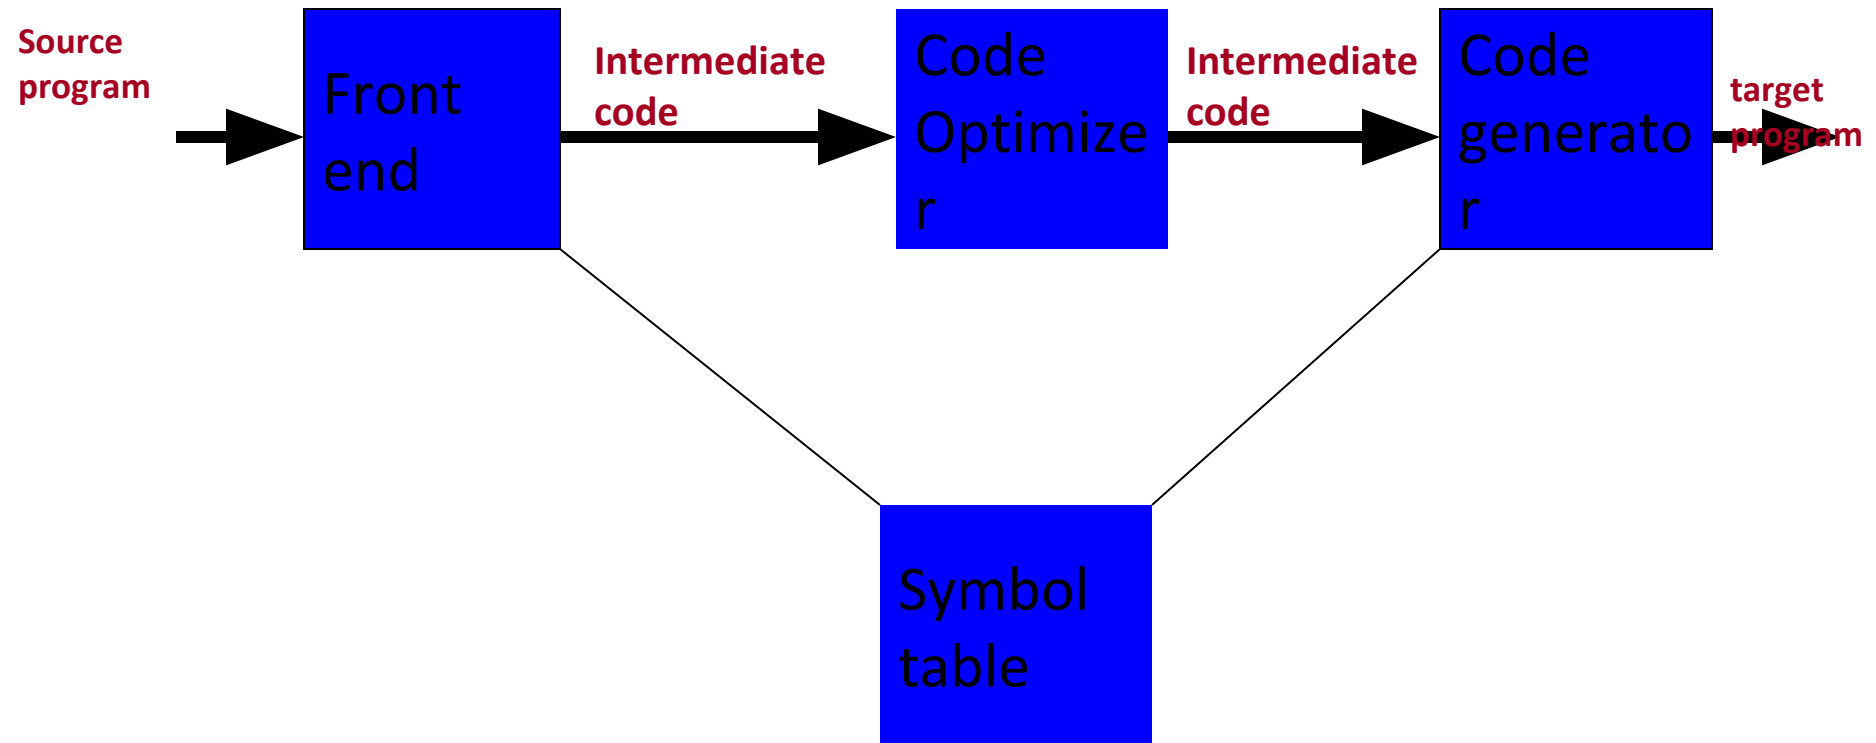 Source
program
Front
end
Intermediate
code
Code
Optimize
r
Intermediate
code
Code
generato
r
target
program
Symbol
table